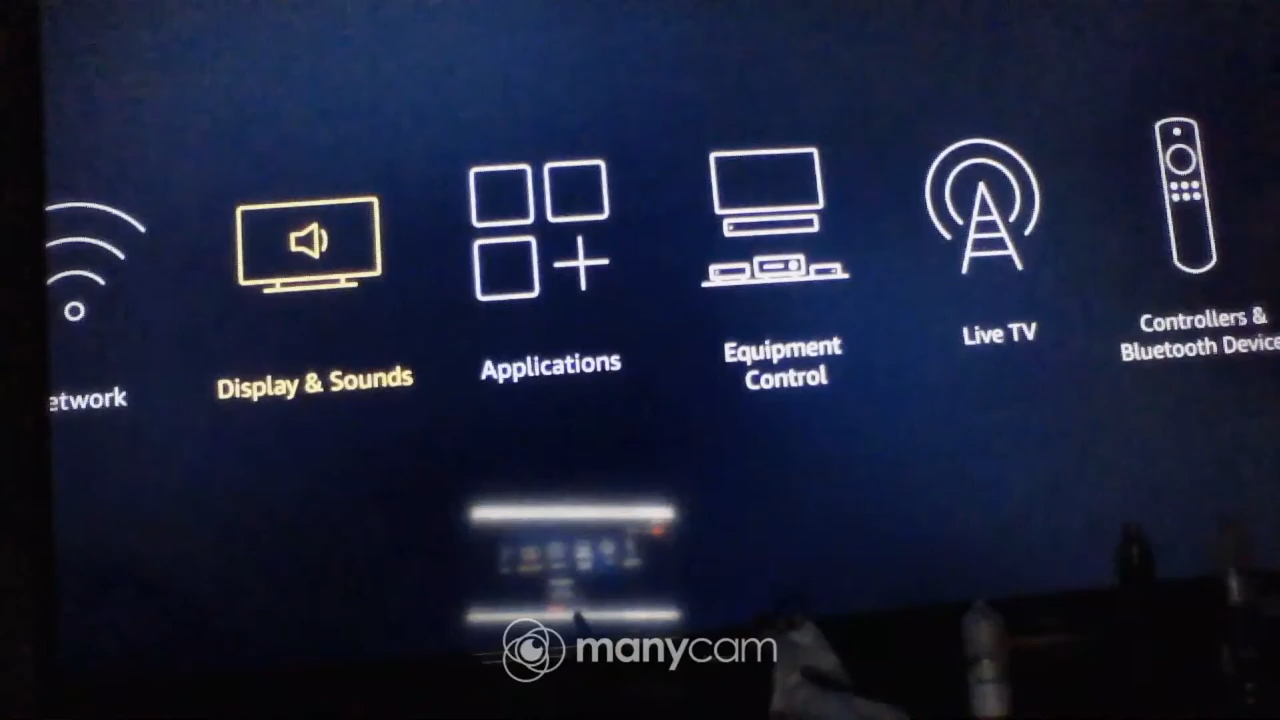 etwork
Display & Sounds
Applications
Equipment
Control
Live TV
Controllers &
Bluetooth Device
manycam